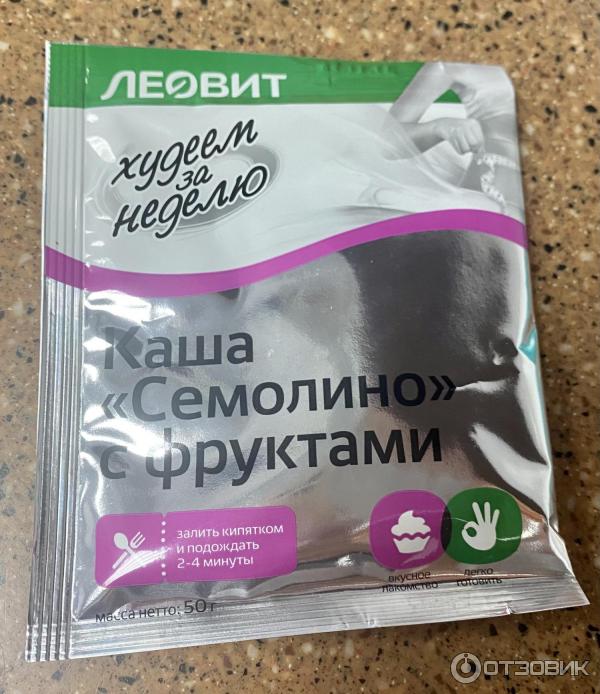 ЛЕОВИТ
худеем
за
неделю
Каша
«Семолино»
с фруктами
залить кипятком
и подождать
2-4 минуты
вкусное
лакомство
легко
готовить
масса нетто: 50 г
ОТЗОВИК